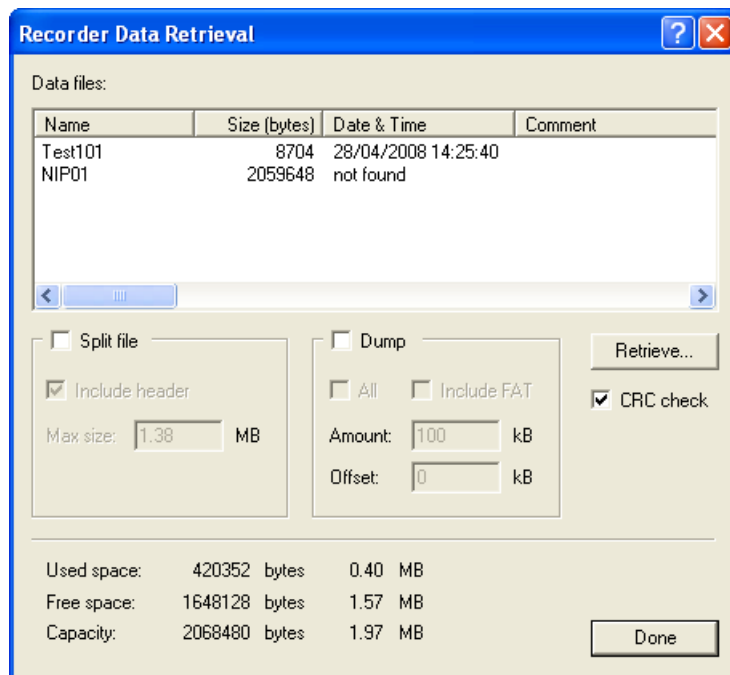 Recorder Data Retrieval
Data files:
Name Size (bytes) Date & Time Comment
Test101 8704 28/04/2008 14:25:40
NIP01 2059648 not found
Split file Dump Retrieve...
Include header All Include FAT CRC check
Max size: 1.38 MB Amount: 100 kB
Offset: 0 kB
Used space: 420352 bytes 0.40 MB
Free space: 1648128 bytes 1.57 MB
Capacity: 2068480 bytes 1.97 MB Done